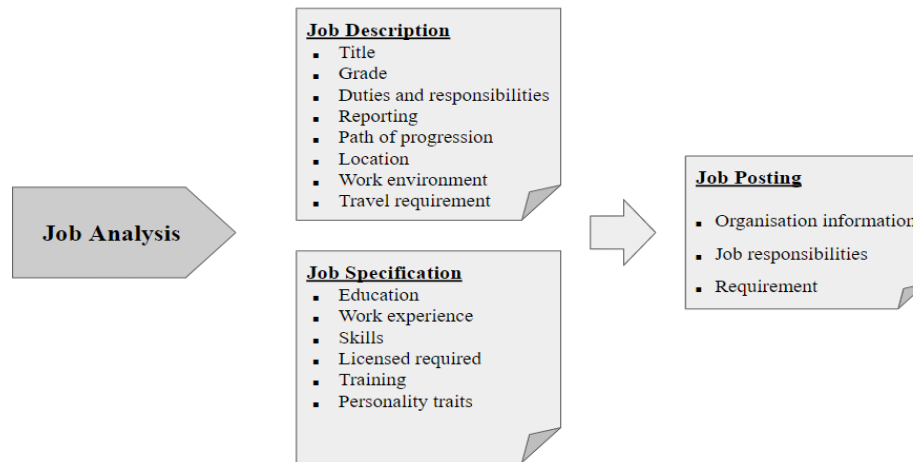 Job Analysis
Job Description
▪ Title
▪ Grade
▪ Duties and responsibilities
▪ Reporting
▪ Path of progression
▪ Location
▪ Work environment
▪ Travel requirement
Job Specification
▪ Education
▪ Work experience
▪ Skills
▪ Licensed required
▪ Training
▪ Personality traits
Job Posting
▪ Organisation information
▪ Job responsibilities
▪ Requirement